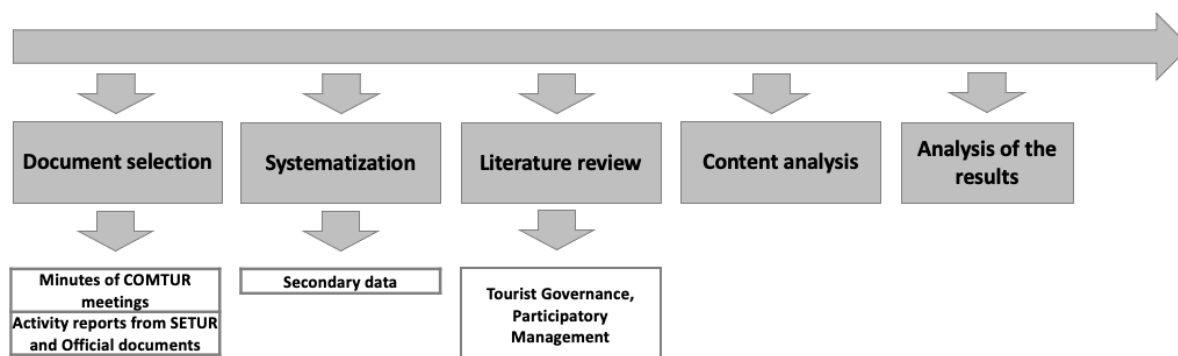 Document selection
Systematization
Literature review
Content analysis
Analysis of the
results
Minutes of COMTUR
meetings
Activity reports from SETUR
and Official documents
Secondary data
Tourist Governance,
Participatory
Management